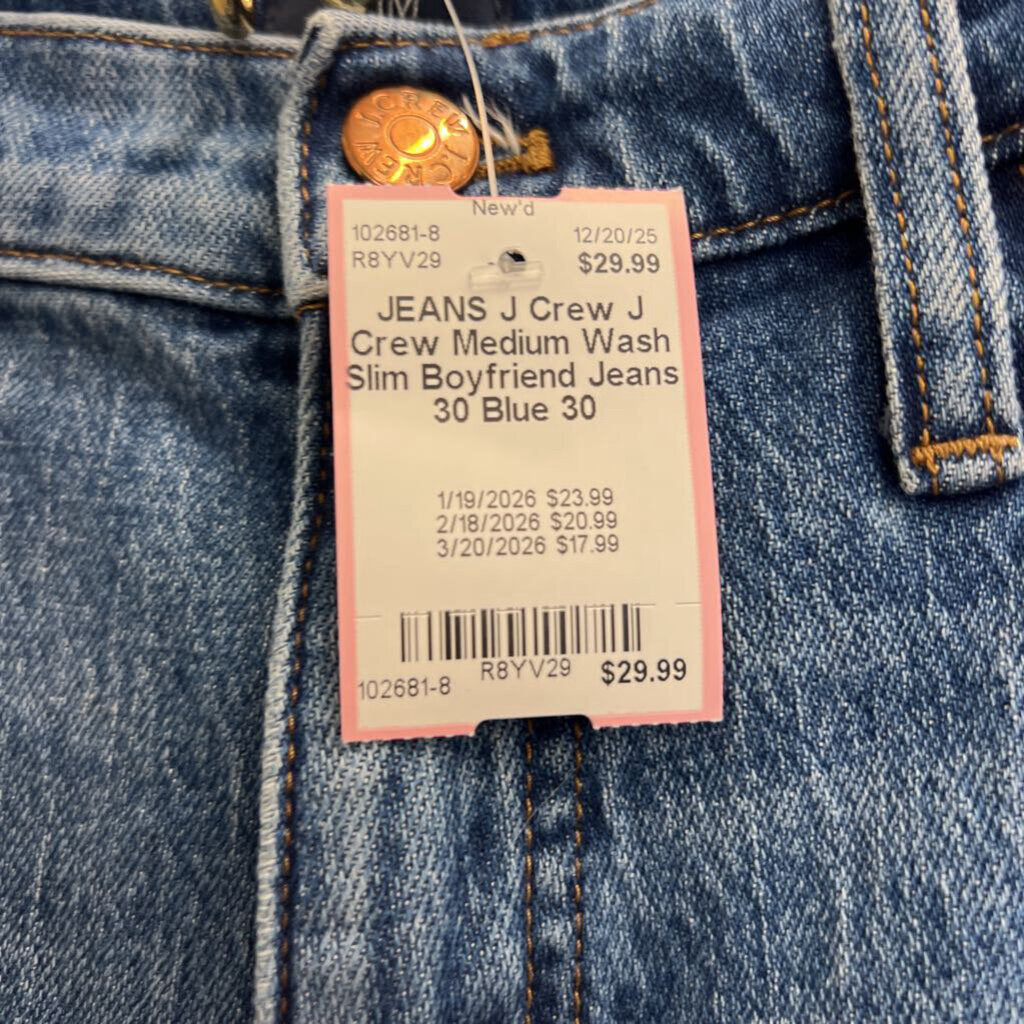 J.CREW J.CREW
New'd
102681-8 12/20/25
R8YV29 $29.99
JEANS J Crew J
Crew Medium Wash
Slim Boyfriend Jeans
30 Blue 30
1/19/2026 $23.99
2/18/2026 $20.99
3/20/2026 $17.99
R8YV29
102681-8 $29.99